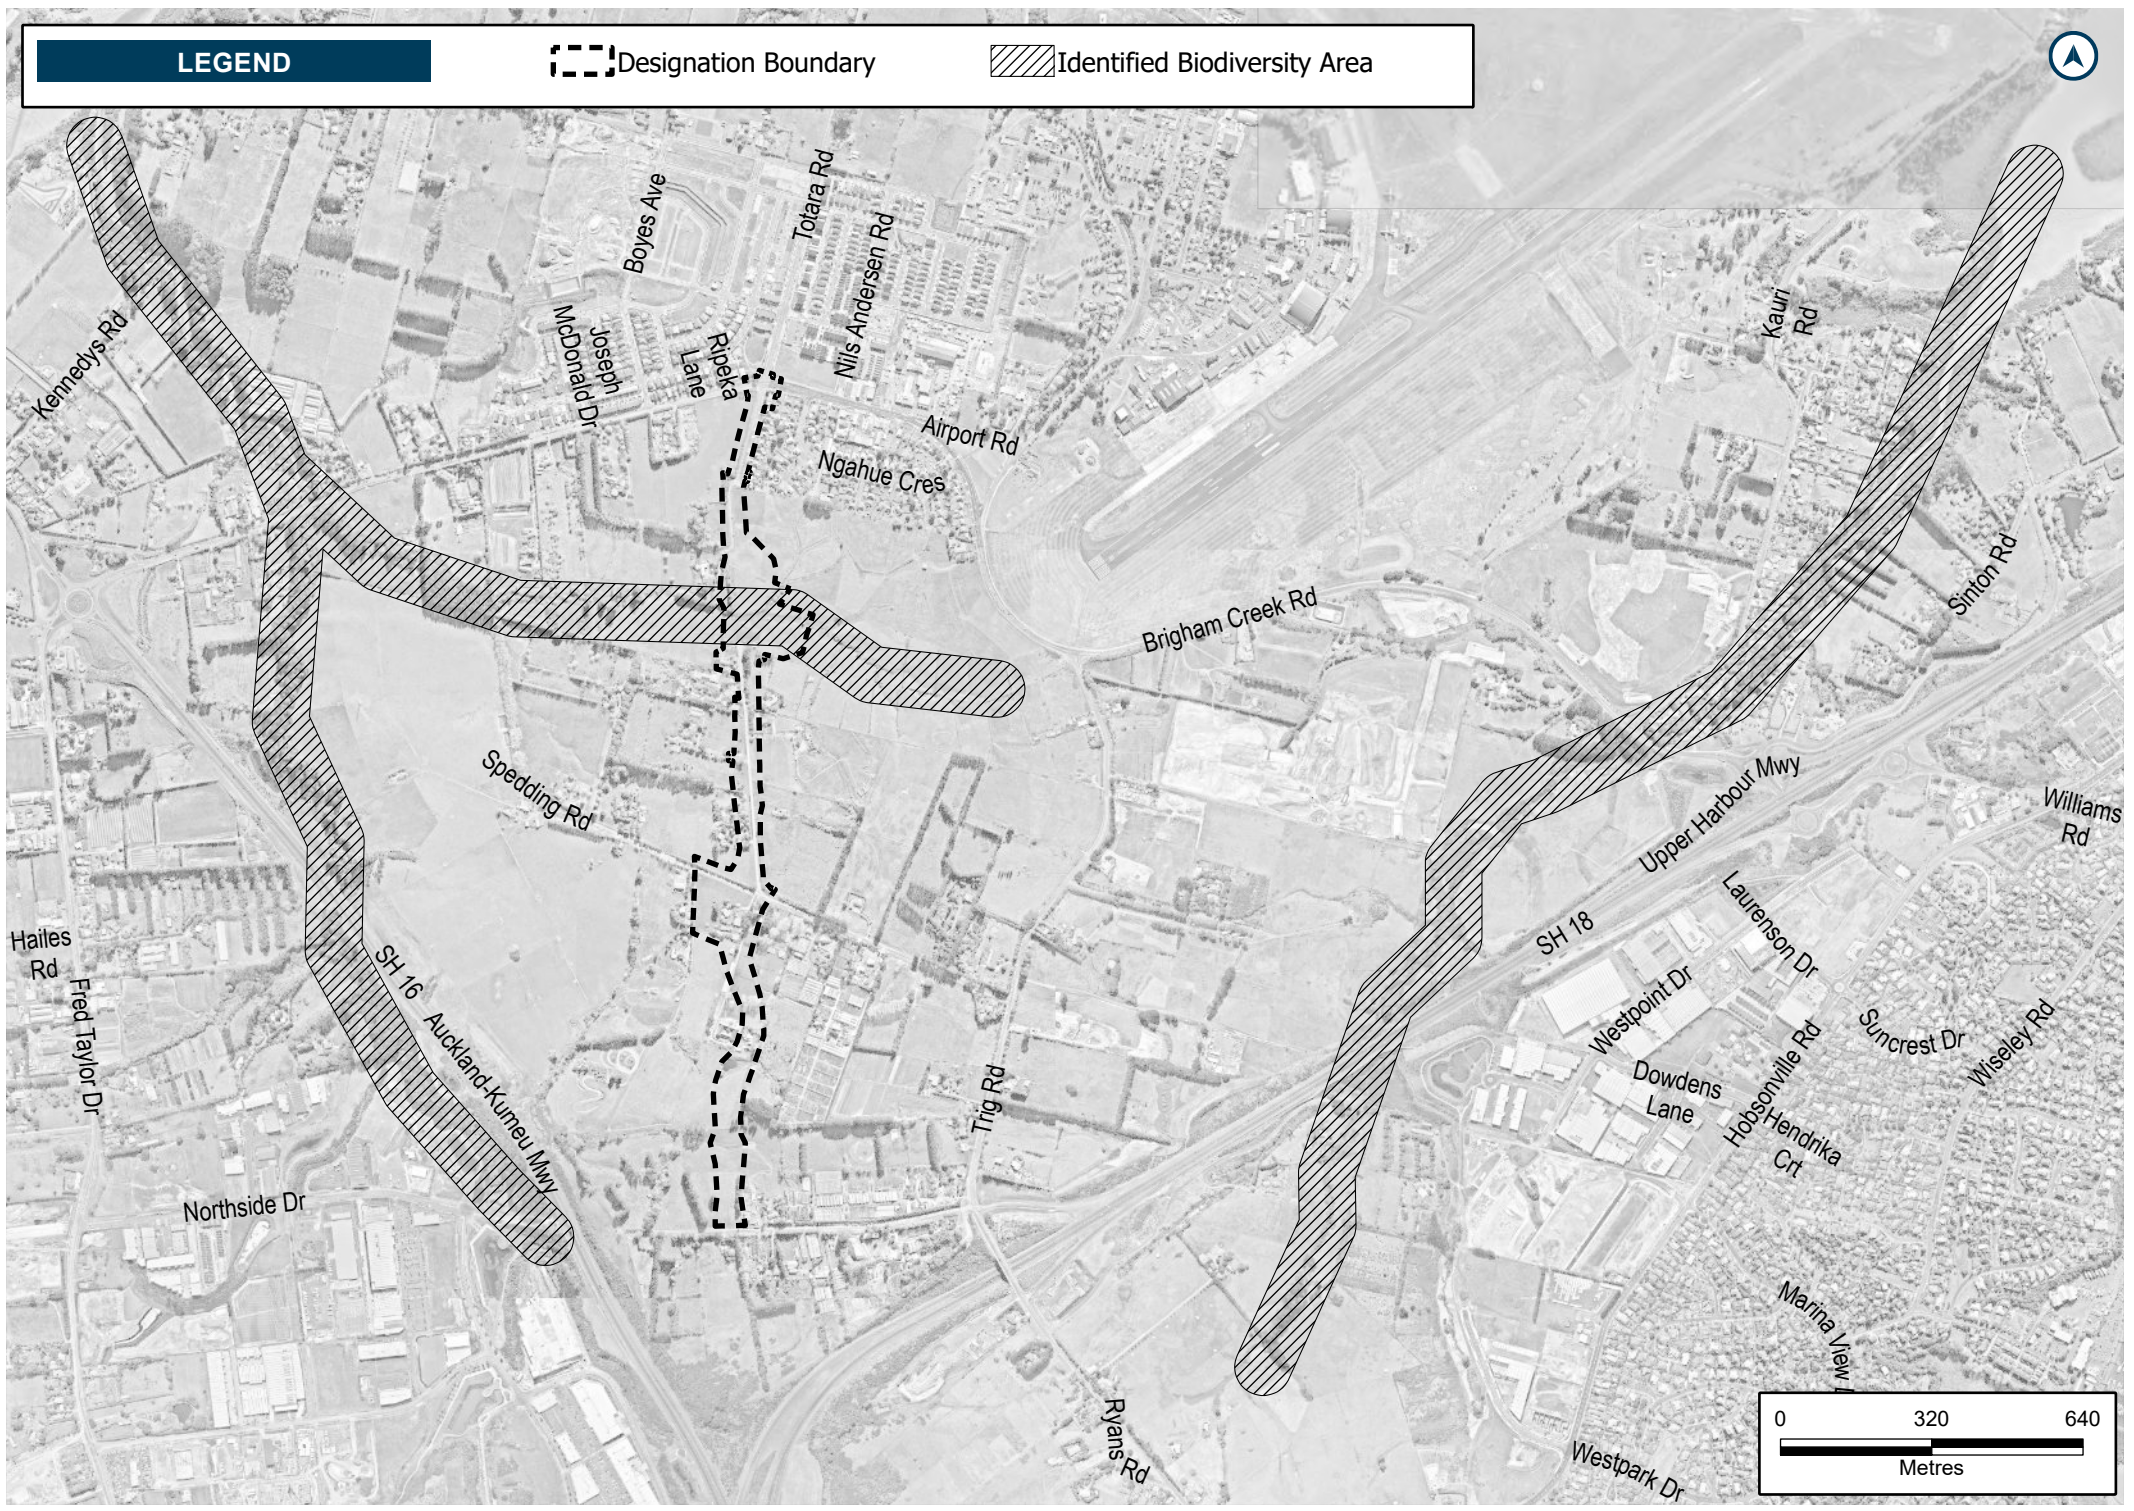 LEGEND
Designation Boundary
Identified Biodiversity Area
Boyes Ave
Totara Rd
Nils Andersen Rd
Kauri
Rd
Kennedys Rd
Joseph
McDonald Dr
Ripeka
Lane
Airport Rd
Ngahue Cres
Brigham Creek Rd
Sinton Rd
Spedding Rd
Upper Harbour Mwy
Williams
Rd
Hailes
Rd
SH 16
Auckland-Kumeu Mwy
Fred Taylor Dr
SH 18
Laurenson Dr
Westpoint Dr
Suncrest Dr
Wiseley Rd
Dowdens
Lane
Hobsonville Rd
Hendrika
Crt
Trig Rd
Northside Dr
Marina View
Ryans Rd
Westpark Dr
0 320 640
Metres